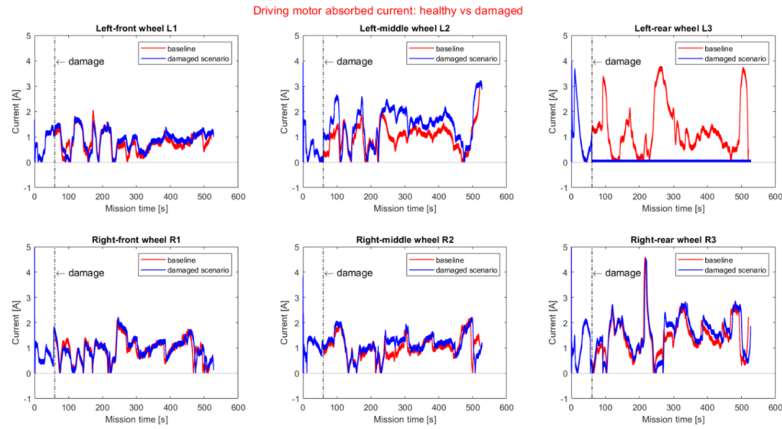 Driving motor absorbed current: healthy vs damaged
Left-front wheel L1
5
4
3
2
1
0
-1
Current [A]
← damage
baseline
damaged scenario
0 100 200 300 400 500 600
Mission time [s]
Left-middle wheel L2
5
4
3
2
1
0
-1
Current [A]
← damage
baseline
damaged scenario
0 100 200 300 400 500 600
Mission time [s]
Left-rear wheel L3
5
4
3
2
1
0
-1
Current [A]
← damage
baseline
damaged scenario
0 100 200 300 400 500 600
Mission time [s]
Right-front wheel R1
5
4
3
2
1
0
-1
Current [A]
← damage
baseline
damaged scenario
0 100 200 300 400 500 600
Mission time [s]
Right-middle wheel R2
5
4
3
2
1
0
-1
Current [A]
← damage
baseline
damaged scenario
0 100 200 300 400 500 600
Mission time [s]
Right-rear wheel R3
5
4
3
2
1
0
-1
Current [A]
← damage
baseline
damaged scenario
0 100 200 300 400 500 600
Mission time [s]